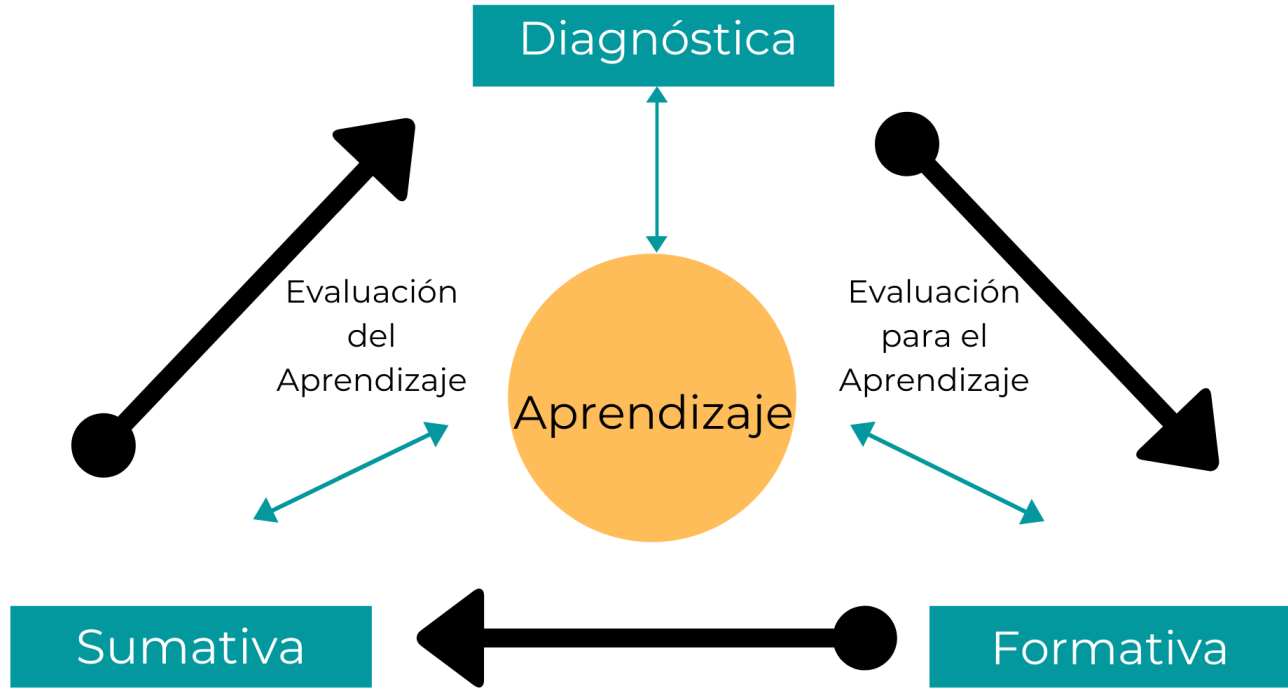 Diagnóstica
Evaluación
del
Aprendizaje
Evaluación
para el
Aprendizaje
Aprendizaje
Sumativa
Formativa